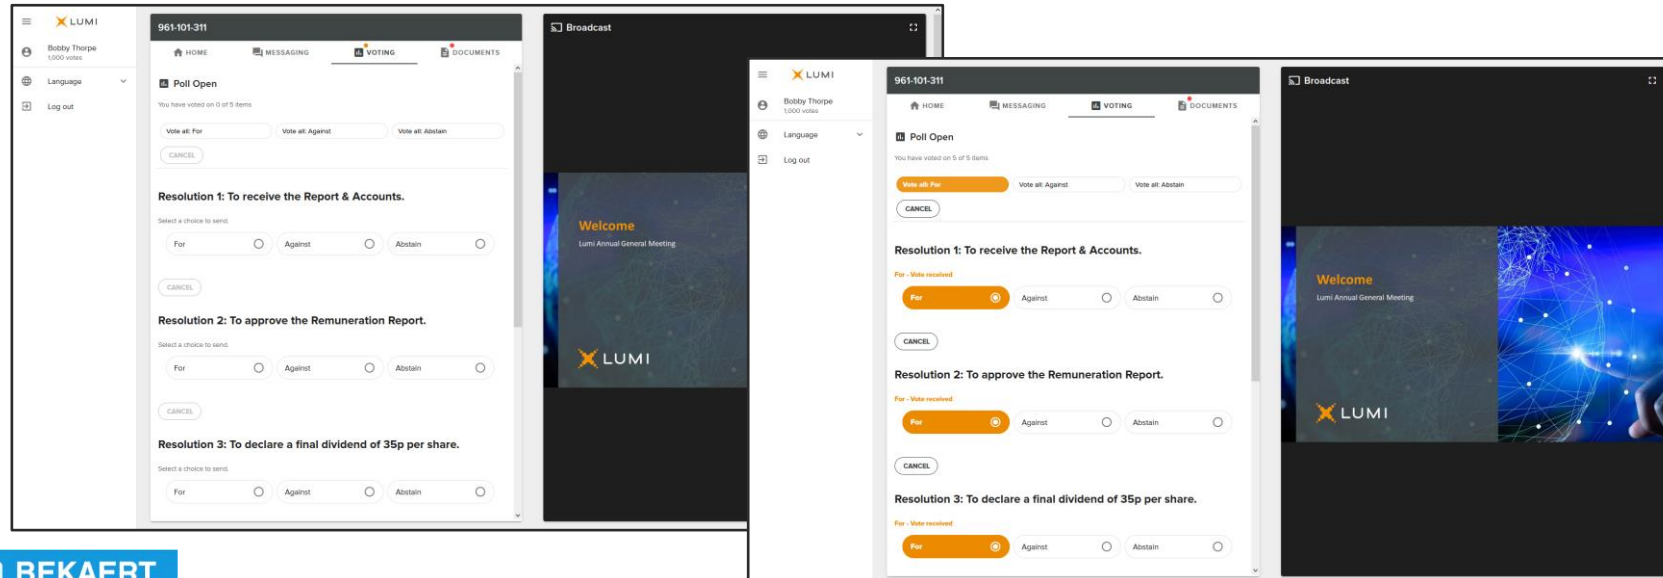 LUMI
Bobby Thorpe
1,000 votes
Language
Log out
961-101-311
HOME
MESSAGING
VOTING
DOCUMENTS
Poll Open
You have voted on 0 of 5 items
Vote all: For
Vote all: Against
Vote all: Abstain
CANCEL
Resolution 1: To receive the Report & Accounts.
Select a choice to send.
For
Against
Abstain
CANCEL
Resolution 2: To approve the Remuneration Report.
Select a choice to send.
For
Against
Abstain
CANCEL
Resolution 3: To declare a final dividend of 35p per share.
Select a choice to send.
For
Against
Abstain
Broadcast
Welcome
Lumi Annual General Meeting
LUMI
LUMI
Bobby Thorpe
1,000 votes
Language
Log out
961-101-311
HOME
MESSAGING
VOTING
DOCUMENTS
Poll Open
You have voted on 5 of 5 items
Vote all: For
Vote all: Against
Vote all: Abstain
CANCEL
Resolution 1: To receive the Report & Accounts.
For - Vote received
For
Against
Abstain
CANCEL
Resolution 2: To approve the Remuneration Report.
For - Vote received
For
Against
Abstain
CANCEL
Resolution 3: To declare a final dividend of 35p per share.
For - Vote received
For
Against
Abstain
Broadcast
Welcome
Lumi Annual General Meeting
LUMI
BEKAERT